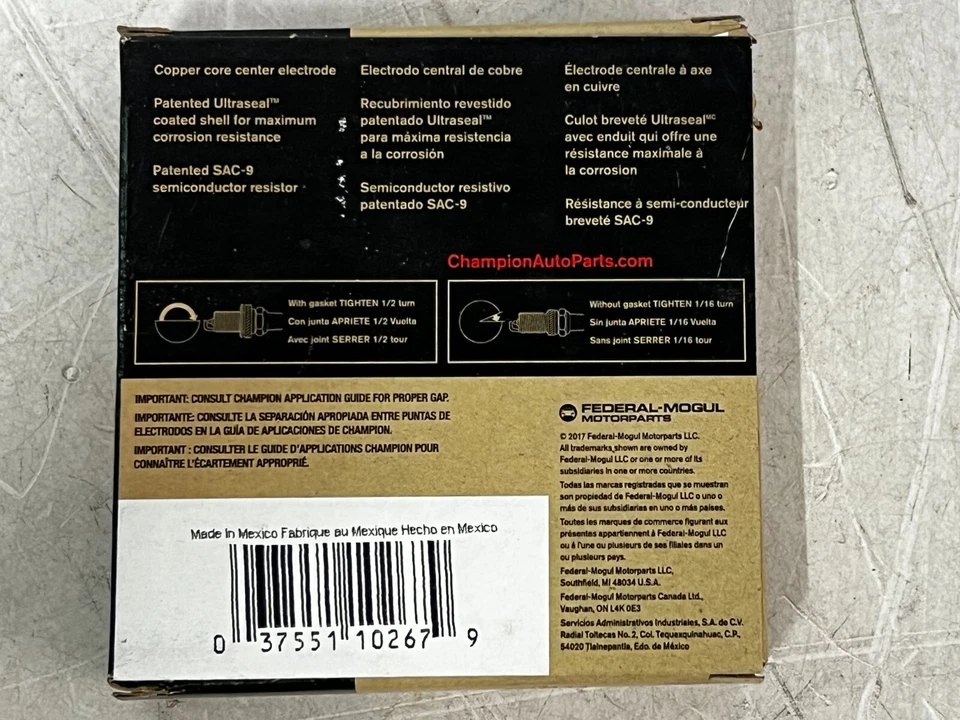 Copper core center electrode
Patented Ultraseal™
coated shell for maximum
corrosion resistance
Patented SAC-9
semiconductor resistor
Electrodo central de cobre
Recubrimiento revestido
patentado Ultraseal™
para máxima resistencia
a la corrosión
Semiconductor resistivo
patentado SAC-9
Électrode centrale à axe
en cuivre
Culot breveté Ultraseal MC
avec enduit qui offre une
résistance maximale à
la corrosion
Résistance à semi-conducteur
breveté SAC-9
ChampionAutoParts.com
With gasket TIGHTEN 1/2 turn
Con junta APRIETE 1/2 Vuelta
Avec joint SERRER 1/2 tour
Without gasket TIGHTEN 1/16 turn
Sin junta APRIETE 1/16 Vuelta
Sans joint SERRER 1/16 tour
IMPORTANT: CONSULT CHAMPION APPLICATION GUIDE FOR PROPER GAP.
IMPORTANTE: CONSULTE LA SEPARACIÓN APROPIADA ENTRE PUNTAS DE
ELECTRODOS EN LA GUÍA DE APLICACIONES DE CHAMPION.
IMPORTANT : CONSULTER LE GUIDE D'APPLICATIONS CHAMPION POUR
CONNAÎTRE L'ÉCARTEMENT APPROPRIÉ.
FEDERAL-MOGUL
MOTORPARTS
© 2017 Federal-Mogul Motorparts LLC.
All trademarks shown are owned by
Federal-Mogul LLC or one or more of its
subsidiaries in one or more countries.
Todas las marcas registradas que se muestran
son propiedad de Federal-Mogul LLC o uno o
más de sus subsidiarias en uno o más países.
Toutes les marques de commerce figurant aux
présentes appartiennent à Federal-Mogul LLC
ou à l'une ou plusieurs de ses filiales dans un
ou plusieurs pays.
Federal-Mogul Motorparts LLC,
Southfield, MI 48034 U.S.A.
Federal-Mogul Motorparts Canada Ltd.,
Vaughan, ON L4K 0E3
Servicios Administrativos Industriales, S.A. de C.V.
Radial Toltecas No. 2, Col. Tequexquinahuac, C.P.,
54020 Tlalnepantla, Edo. de México
Made In Mexico Fabrique au Mexique Hecho en Mexico
0 37551 10267 9